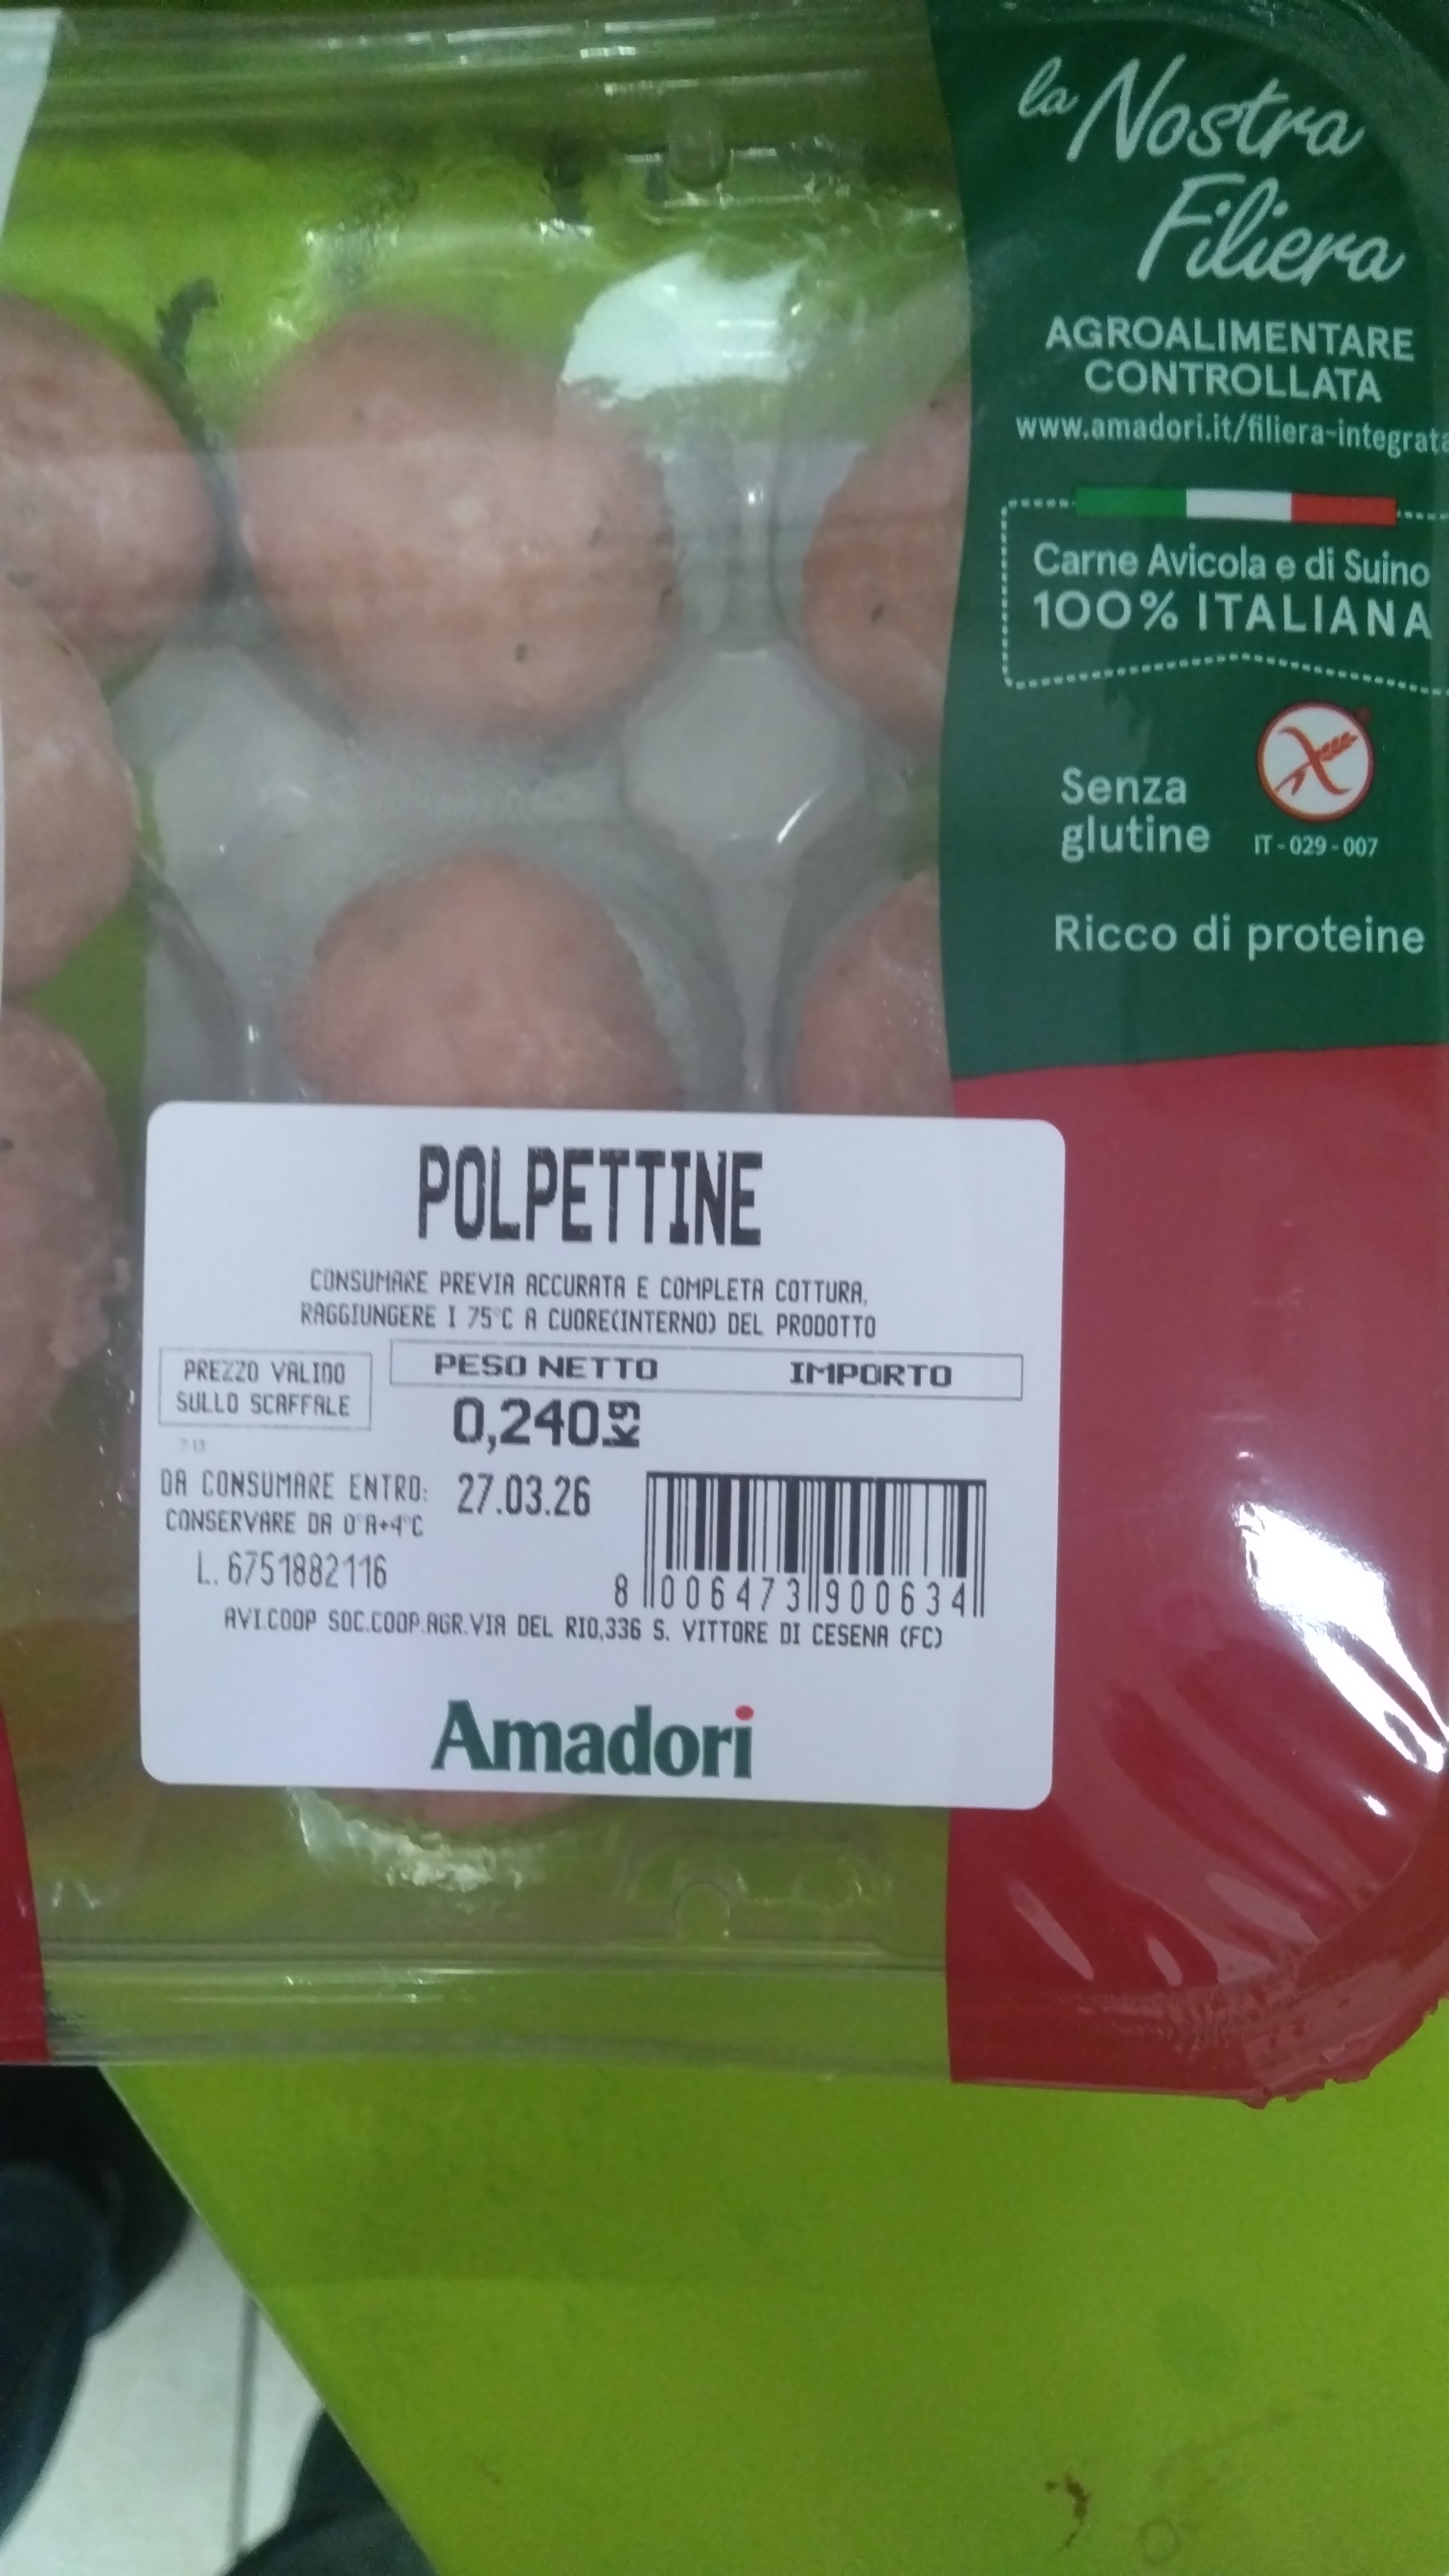 la Nostra
Filiera
AGROALIMENTARE
CONTROLLATA
www.amadori.it/filiera-integrata
Carne Avicola e di Suino
100% ITALIANA
Senza
glutine
IT-029-007
Ricco di proteine
POLPETTINE
CONSUMARE PREVIA ACCURATA E COMPLETA COTTURA,
RAGGIUNGERE I 75°C A CUORE(INTERNO) DEL PRODOTTO
PREZZO VALIDO
SULLO SCAFFALE
PESO NETTO IMPORTO
0,240kg
DA CONSUMARE ENTRO: 27.03.26
CONSERVARE DA 0°A+4°C
L. 6751882116
8 006473 900634
AVI.COOP SOC.COOP.AGR.VIA DEL RIO,336 S. VITTORE DI CESENA (FC)
Amadori